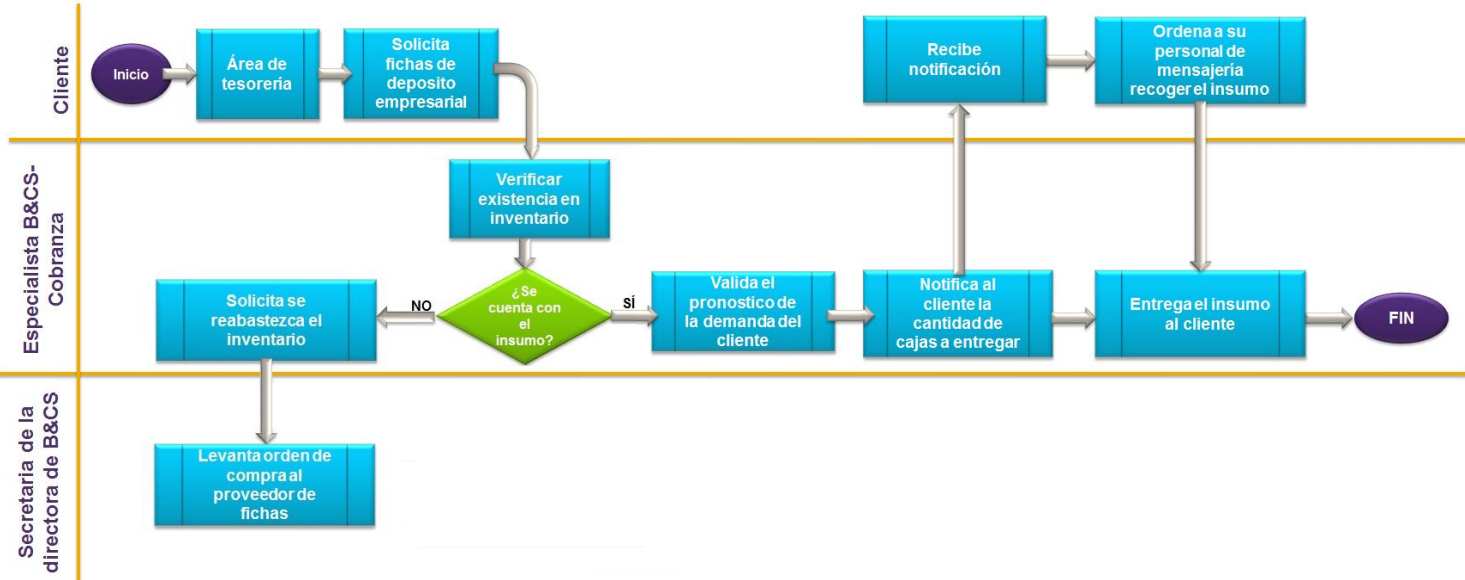 Cliente
Inicio
Área de
tesorería
Solicita
fichas de
deposito
empresarial
Recibe
notificación
Ordena a su
personal de
mensajería
recoger el insumo
Especialista B&CS-
Cobranza
Verificar
existencia en
inventario
¿Se
cuenta con
el
insumo?
NO
SÍ
Solicita se
reabastezca el
inventario
Valida el
pronostico de
la demanda del
cliente
Notifica al
cliente la
cantidad de
cajas a entregar
Entrega el insumo
al cliente
FIN
Secretaria de la
directora de B&CS
Levanta orden de
compra al
proveedor de
fichas